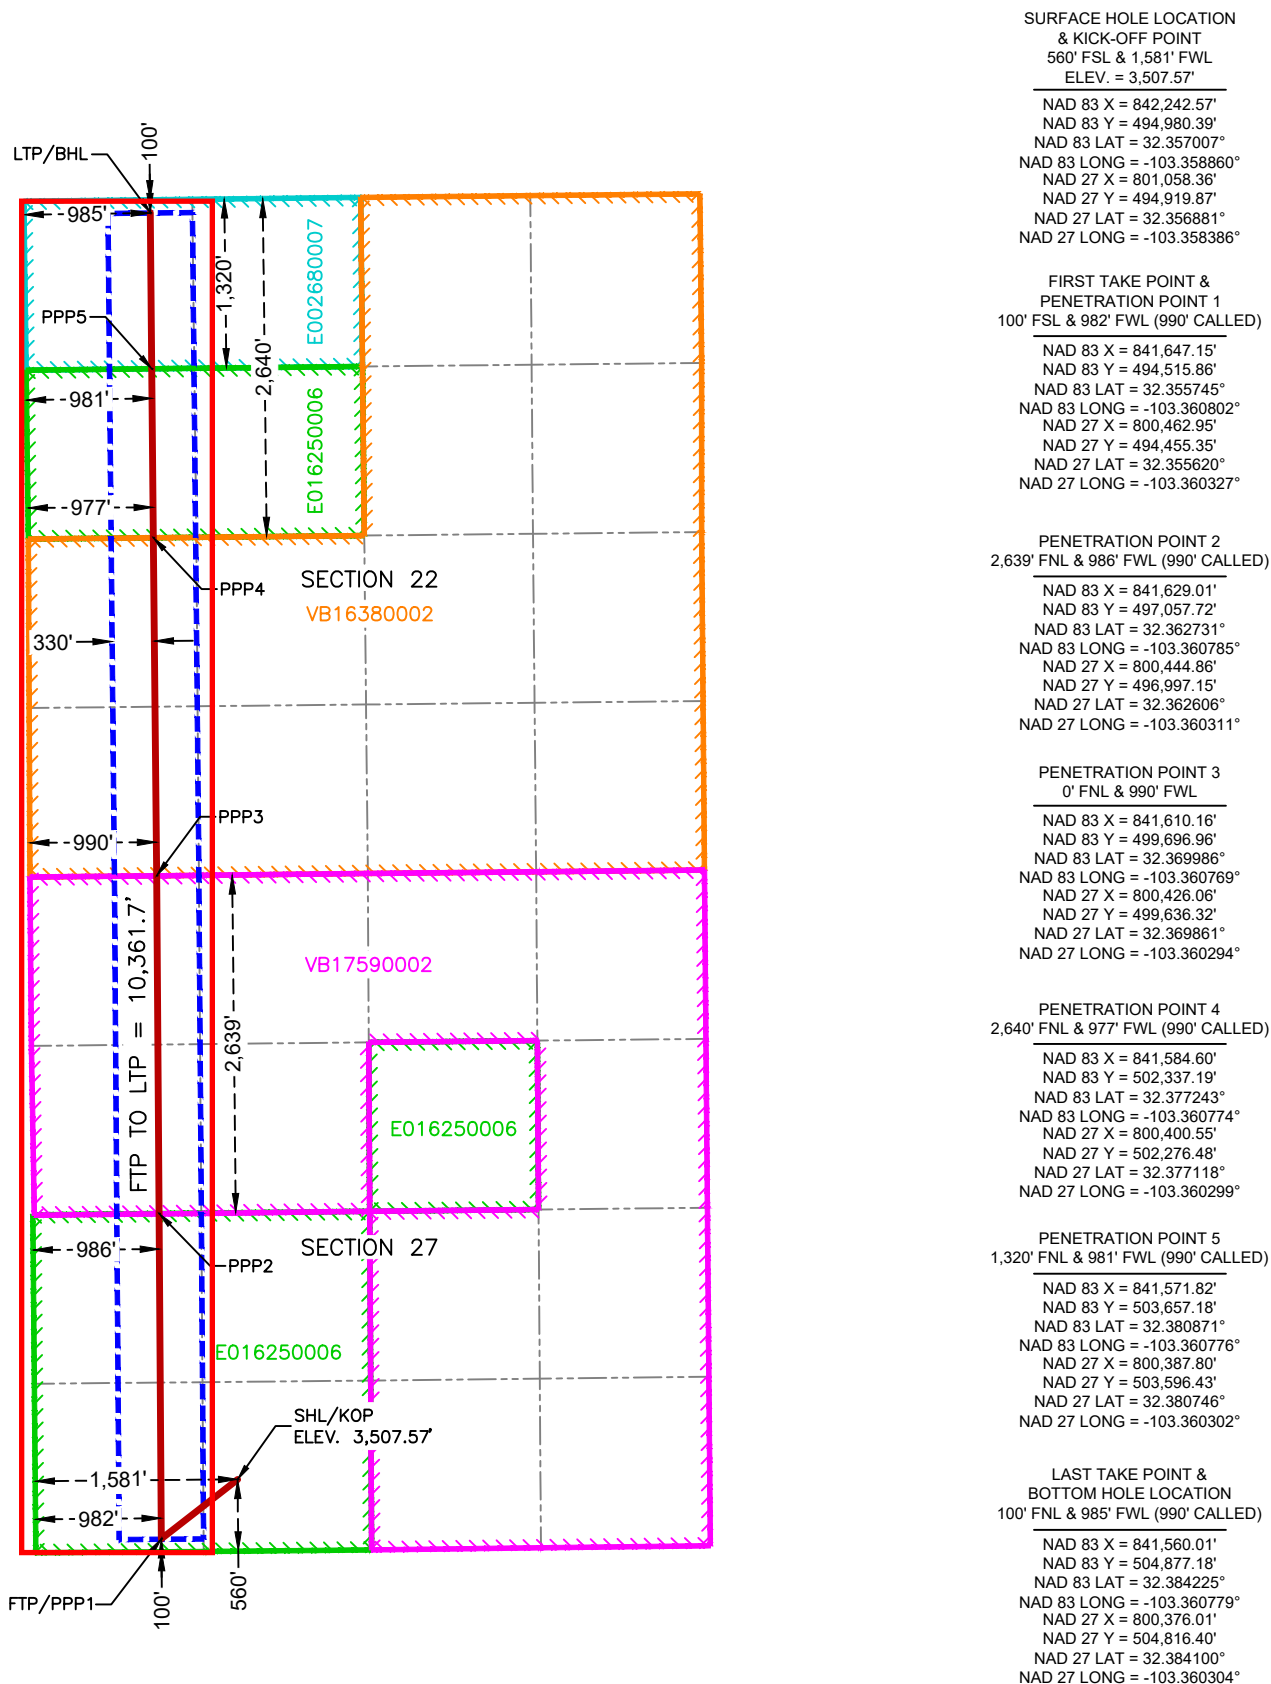 LTP/BHL
100'
985'
1,320'
E002680007
PPP5
2,640'
981'
E016250006
977'
PPP4
SECTION 22
VB16380002
330'
PPP3
990'
FTP TO LTP = 10,361.7'
VB17590002
2,639'
E016250006
SECTION 27
986'
PPP2
E016250006
SHL/KOP
ELEV. 3,507.57'
1,581'
982'
FTP/PPP1
100'
560'
SURFACE HOLE LOCATION
& KICK-OFF POINT
560' FSL & 1,581' FWL
ELEV. = 3,507.57'
NAD 83 X = 842,242.57'
NAD 83 Y = 494,980.39'
NAD 83 LAT = 32.357007°
NAD 83 LONG = -103.358860°
NAD 27 X = 801,058.36'
NAD 27 Y = 494,919.87'
NAD 27 LAT = 32.356881°
NAD 27 LONG = -103.358386°
FIRST TAKE POINT &
PENETRATION POINT 1
100' FSL & 982' FWL (990' CALLED)
NAD 83 X = 841,647.15'
NAD 83 Y = 494,515.86'
NAD 83 LAT = 32.355745°
NAD 83 LONG = -103.360802°
NAD 27 X = 800,462.95'
NAD 27 Y = 494,455.35'
NAD 27 LAT = 32.355620°
NAD 27 LONG = -103.360327°
PENETRATION POINT 2
2,639' FNL & 986' FWL (990' CALLED)
NAD 83 X = 841,629.01'
NAD 83 Y = 497,057.72'
NAD 83 LAT = 32.362731°
NAD 83 LONG = -103.360785°
NAD 27 X = 800,444.86'
NAD 27 Y = 496,997.15'
NAD 27 LAT = 32.362606°
NAD 27 LONG = -103.360311°
PENETRATION POINT 3
0' FNL & 990' FWL
NAD 83 X = 841,610.16'
NAD 83 Y = 499,696.96'
NAD 83 LAT = 32.369986°
NAD 83 LONG = -103.360769°
NAD 27 X = 800,426.06'
NAD 27 Y = 499,636.32'
NAD 27 LAT = 32.369861°
NAD 27 LONG = -103.360294°
PENETRATION POINT 4
2,640' FNL & 977' FWL (990' CALLED)
NAD 83 X = 841,584.60'
NAD 83 Y = 502,337.19'
NAD 83 LAT = 32.377243°
NAD 83 LONG = -103.360774°
NAD 27 X = 800,400.55'
NAD 27 Y = 502,276.48'
NAD 27 LAT = 32.377118°
NAD 27 LONG = -103.360299°
PENETRATION POINT 5
1,320' FNL & 981' FWL (990' CALLED)
NAD 83 X = 841,571.82'
NAD 83 Y = 503,657.18'
NAD 83 LAT = 32.380871°
NAD 83 LONG = -103.360776°
NAD 27 X = 800,387.80'
NAD 27 Y = 503,596.43'
NAD 27 LAT = 32.380746°
NAD 27 LONG = -103.360302°
LAST TAKE POINT &
BOTTOM HOLE LOCATION
100' FNL & 985' FWL (990' CALLED)
NAD 83 X = 841,560.01'
NAD 83 Y = 504,877.18'
NAD 83 LAT = 32.384225°
NAD 83 LONG = -103.360779°
NAD 27 X = 800,376.01'
NAD 27 Y = 504,816.40'
NAD 27 LAT = 32.384100°
NAD 27 LONG = -103.360304°